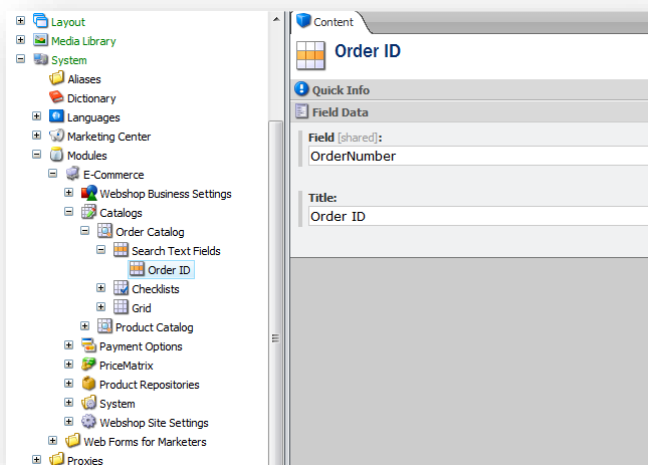 Layout
Media Library
System
Aliases
Dictionary
Languages
Marketing Center
Modules
E-Commerce
Webshop Business Settings
Catalogs
Order Catalog
Search Text Fields
Order ID
Checklists
Grid
Product Catalog
Payment Options
PriceMatrix
Product Repositories
System
Webshop Site Settings
Web Forms for Marketers
Proxies
Content
Order ID
Quick Info
Field Data
Field [shared]:
OrderNumber
Title:
Order ID